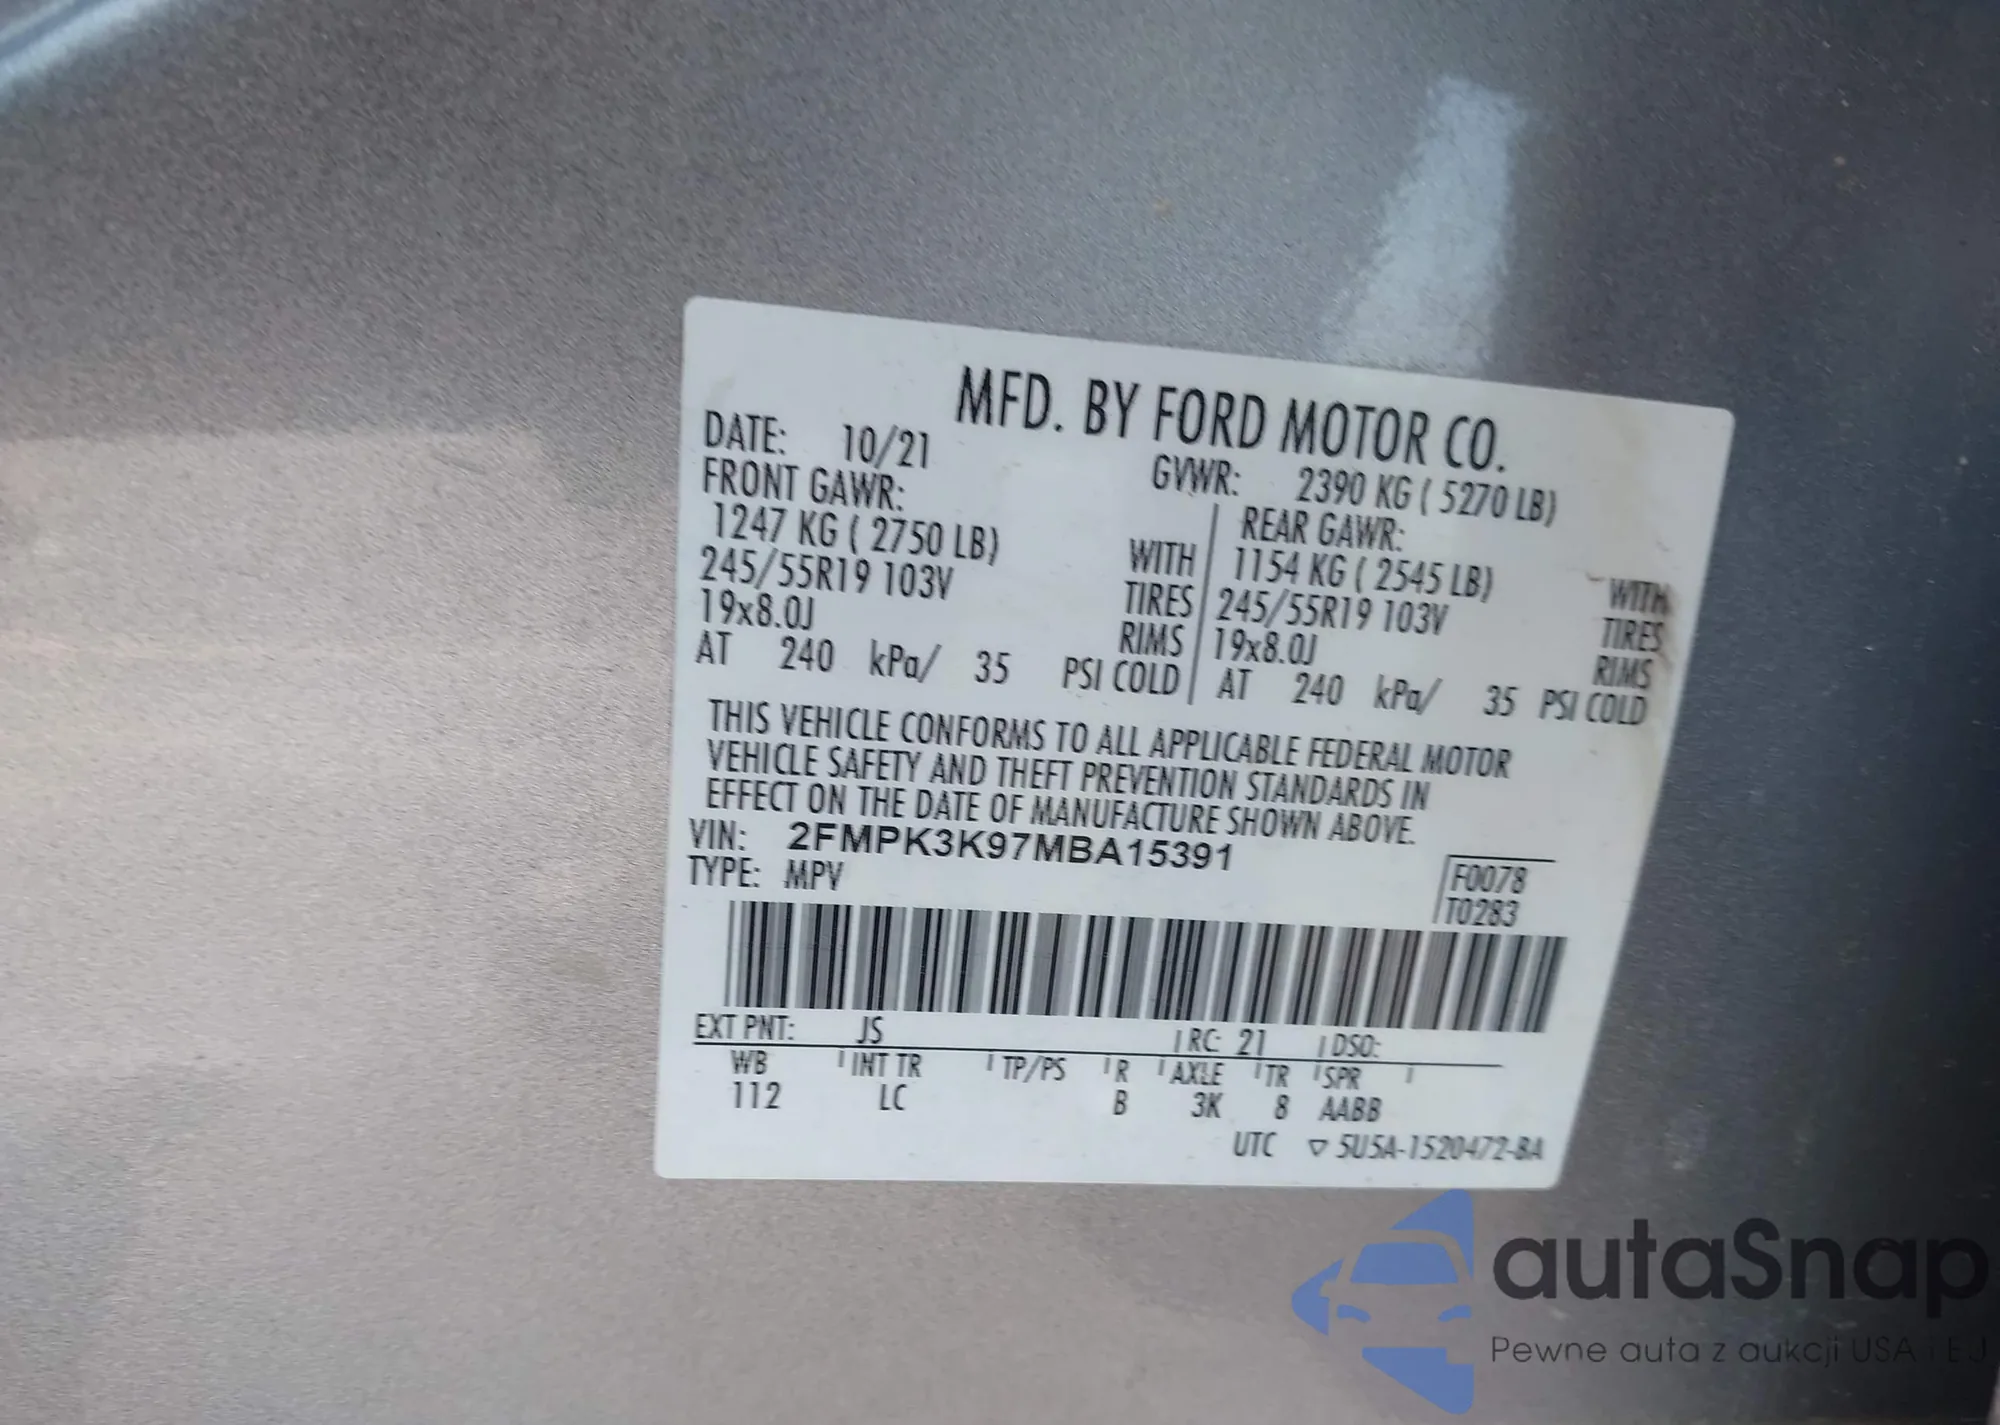 MFD. BY FORD MOTOR CO.
DATE: 10/21 GVWR: 2390 KG ( 5270 LB)
FRONT GAWR: REAR GAWR:
1247 KG ( 2750 LB) WITH 1154 KG ( 2545 LB) WITH
245/55R19 103V TIRES 245/55R19 103V TIRES
19x8.0J RIMS 19x8.0J RIMS
AT 240 kPa/ 35 PSI COLD AT 240 kPa/ 35 PSI COLD
THIS VEHICLE CONFORMS TO ALL APPLICABLE FEDERAL MOTOR
VEHICLE SAFETY AND THEFT PREVENTION STANDARDS IN
EFFECT ON THE DATE OF MANUFACTURE SHOWN ABOVE.
VIN: 2FMPK3K97MBA15391
TYPE: MPV
F0078
T0283
EXT PNT: JS RC: 21 DSO:
WB INT TR TP/PS R AXLE TR SPR
112 LC B 3K 8 AABB
UTC ▽ 5U5A-1520472-BA
autaSnap
Pewne auta z aukcji USA i EU